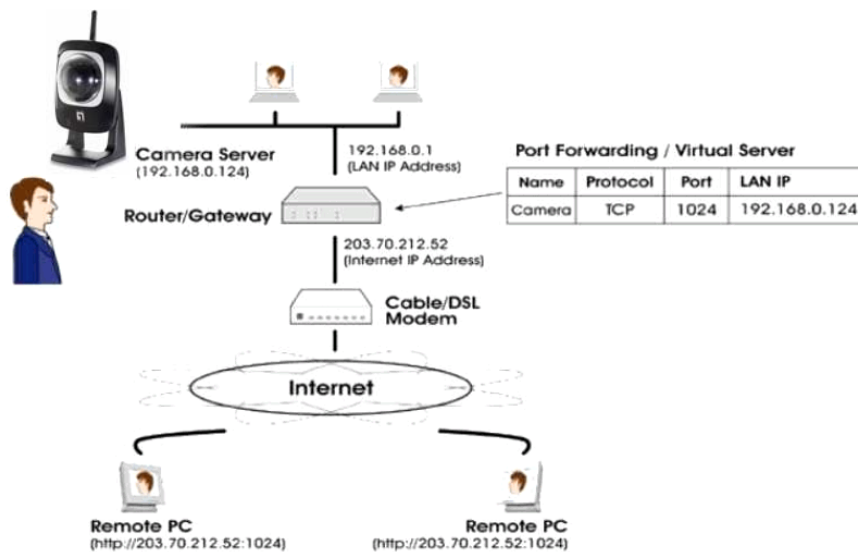 Camera Server
(192.168.0.124)
192.168.0.1
(LAN IP Address)
Router/Gateway
Port Forwarding / Virtual Server
Name Protocol Port LAN IP
Camera TCP 1024 192.168.0.124
203.70.212.52
(Internet IP Address)
Cable/DSL
Modem
Internet
Remote PC
(http://203.70.212.52:1024)
Remote PC
(http://203.70.212.52:1024)